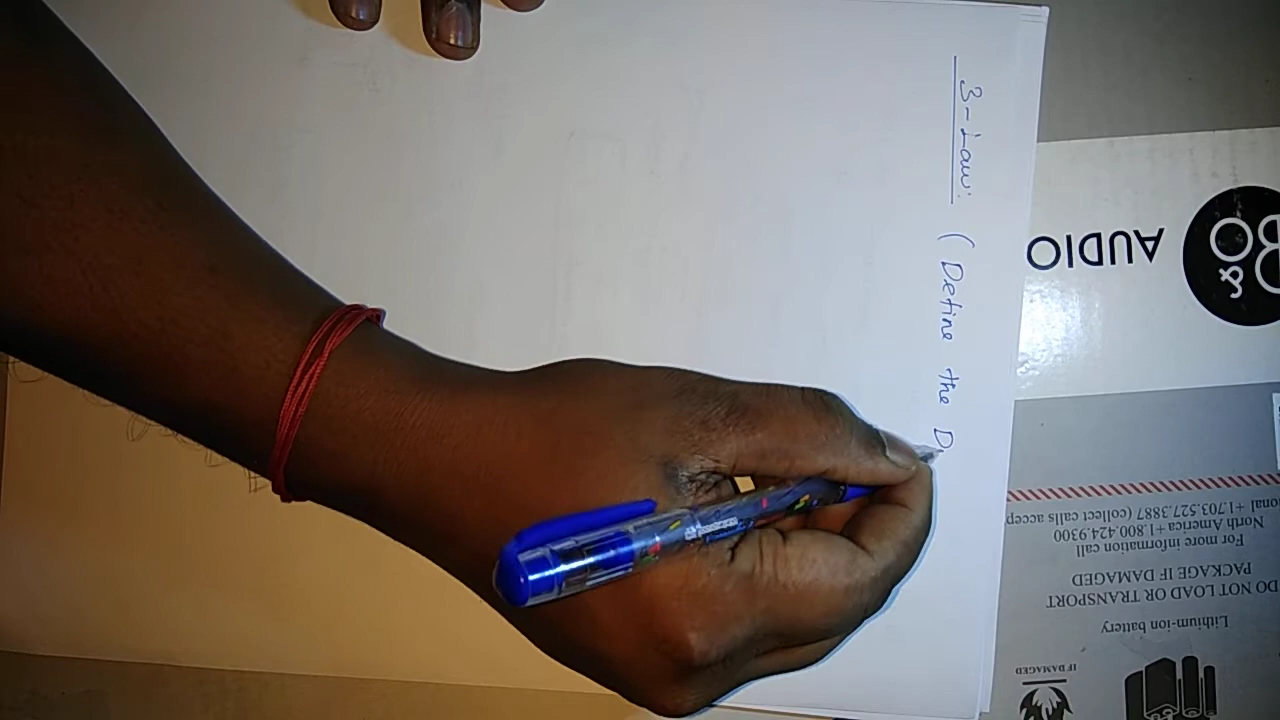 3-Law: (Define the D
B&O
AUDIO
Lithium-ion battery
DO NOT LOAD OR TRANSPORT
PACKAGE IF DAMAGED
For more information call
North America +1.800.424.9300
onal +1.703.527.3887 (collect calls accep
IF DAMAGED